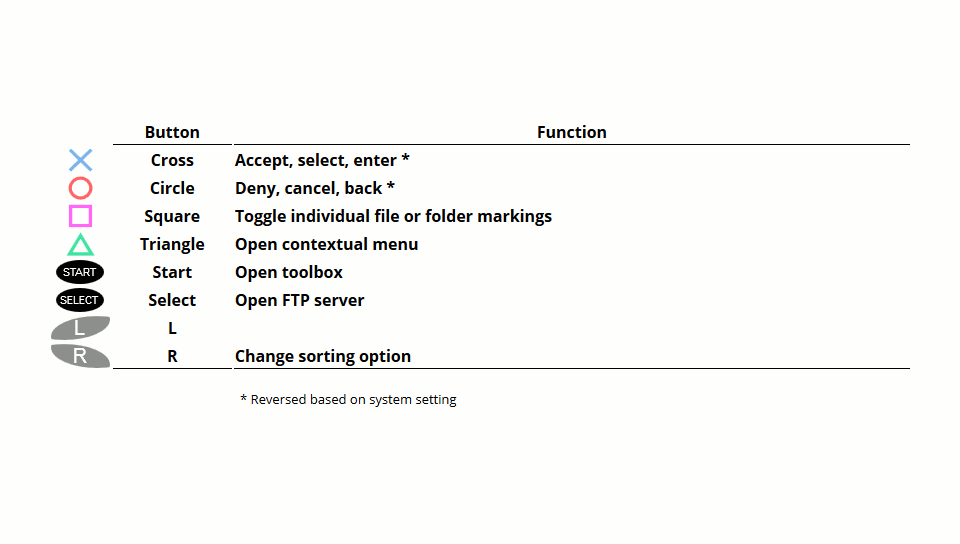 Button Function
Cross Accept, select, enter *
Circle Deny, cancel, back *
Square Toggle individual file or folder markings
Triangle Open contextual menu
START Start Open toolbox
SELECT Select Open FTP server
L L
R R Change sorting option
* Reversed based on system setting